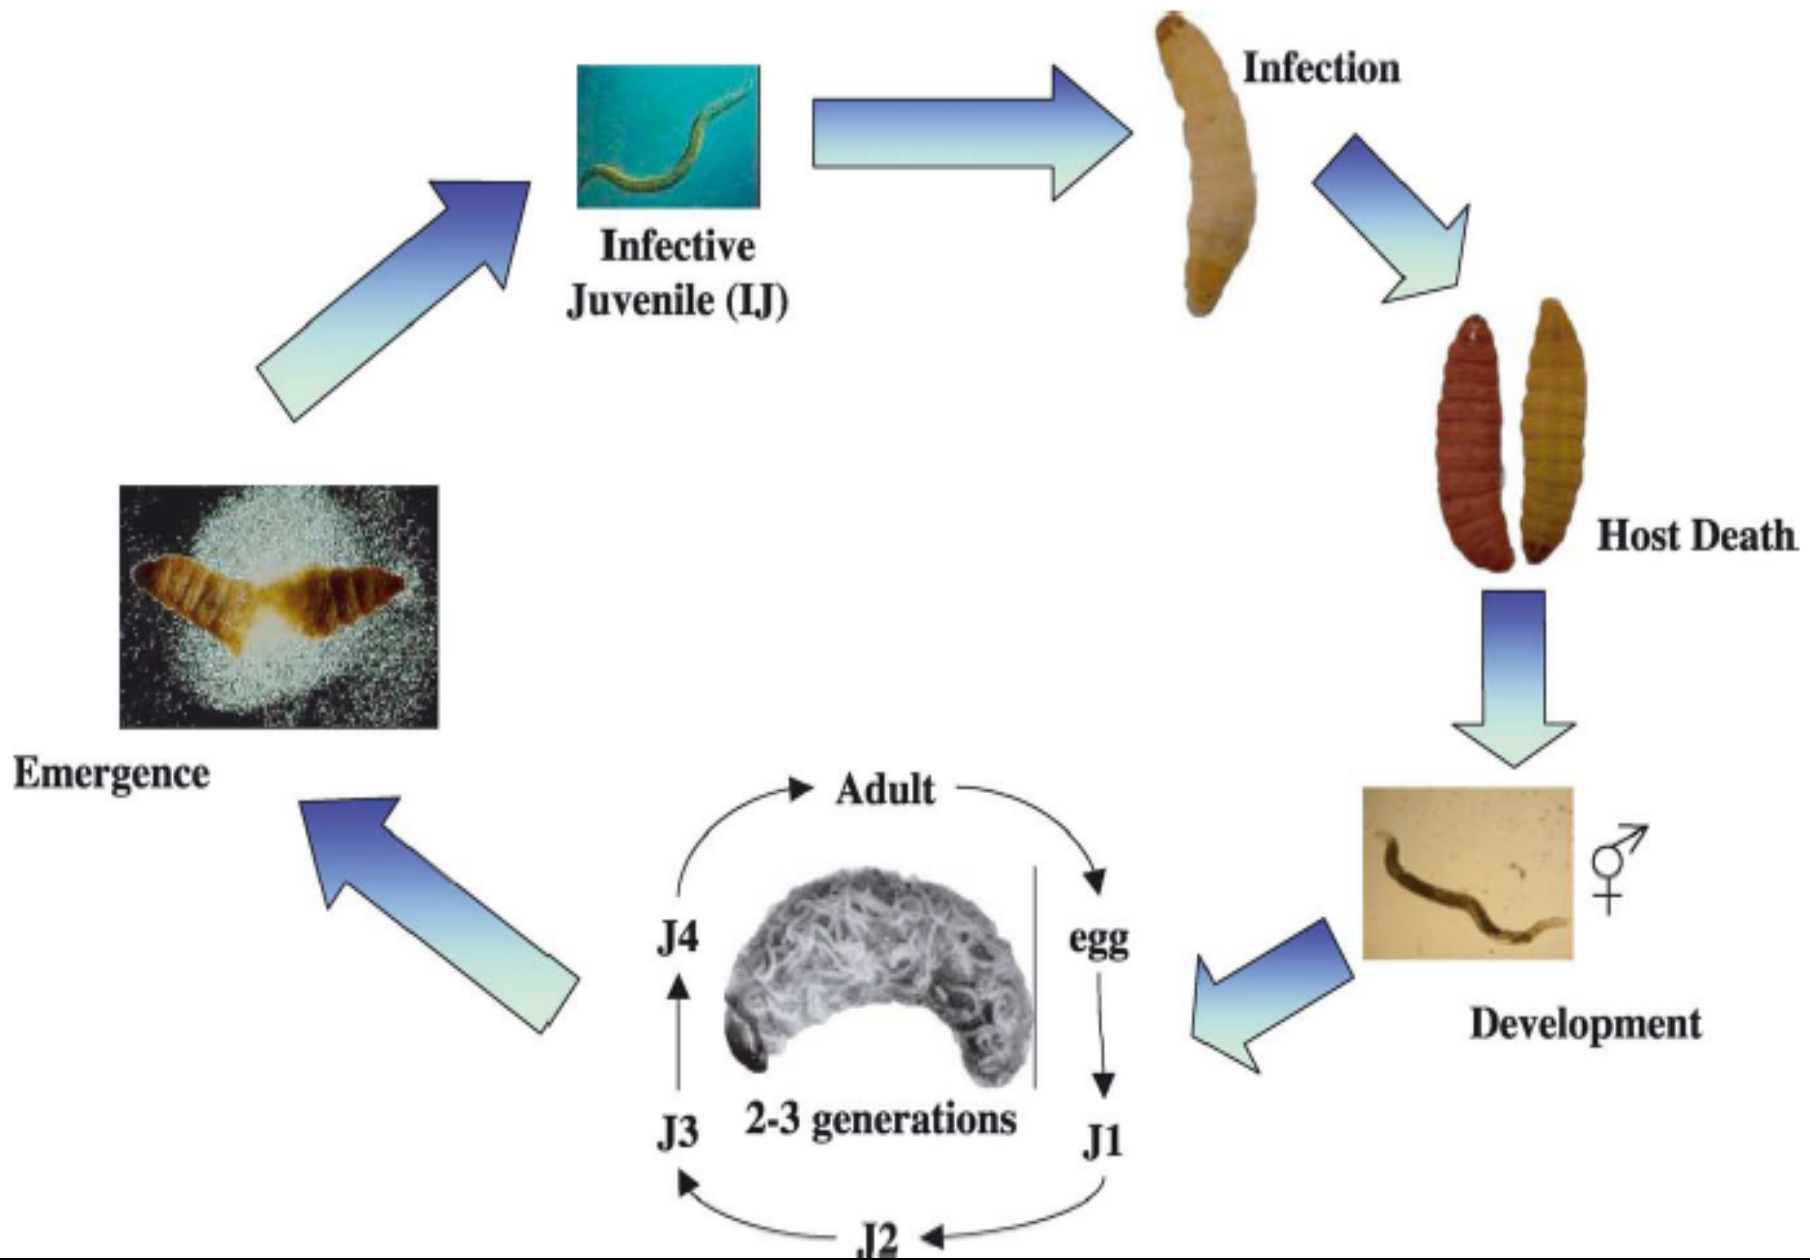 Infection
Infective
Juvenile (IJ)
Host Death
Emergence
Adult
J4
egg
Development
2-3 generations
J3
J1
J2